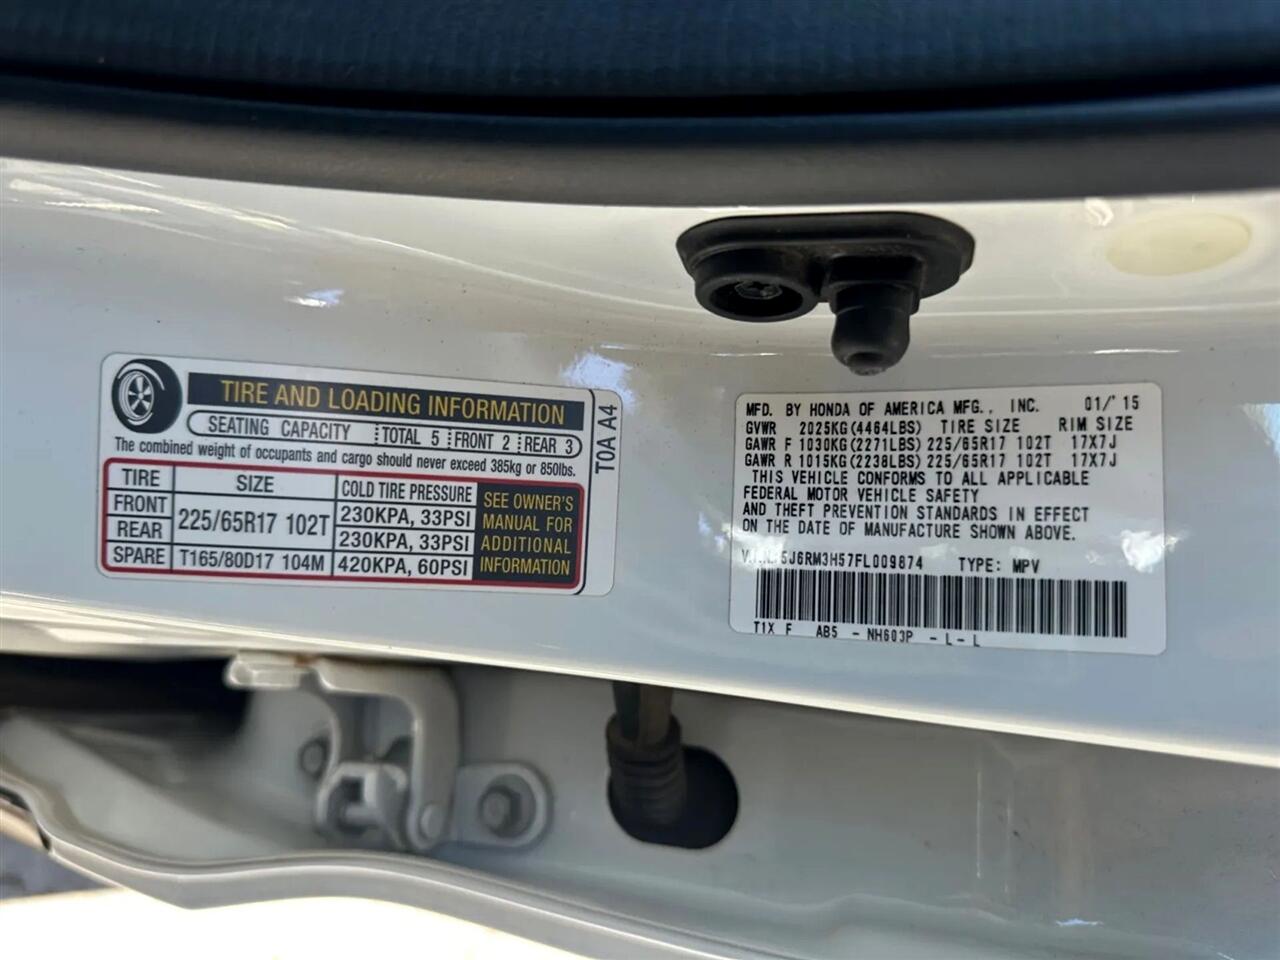 TIRE AND LOADING INFORMATION
SEATING CAPACITY TOTAL 5 FRONT 2 REAR 3
The combined weight of occupants and cargo should never exceed 385kg or 850lbs.
TIRE SIZE COLD TIRE PRESSURE
FRONT 225/65R17 102T 230KPA, 33PSI
REAR 230KPA, 33PSI
SPARE T165/80D17 104M 420KPA, 60PSI
SEE OWNER'S
MANUAL FOR
ADDITIONAL
INFORMATION
T0A A4
MFD. BY HONDA OF AMERICA MFG., INC. 01/'15
GVWR 2025KG(4464LBS) TIRE SIZE RIM SIZE
GAWR F 1030KG(2271LBS) 225/65R17 102T 17X7J
GAWR R 1015KG(2238LBS) 225/65R17 102T 17X7J
THIS VEHICLE CONFORMS TO ALL APPLICABLE
FEDERAL MOTOR VEHICLE SAFETY
AND THEFT PREVENTION STANDARDS IN EFFECT
ON THE DATE OF MANUFACTURE SHOWN ABOVE.
V.I.N.: 5J6RM3H57FL009874 TYPE: MPV
T1X F AB5 - NH603P - L - L